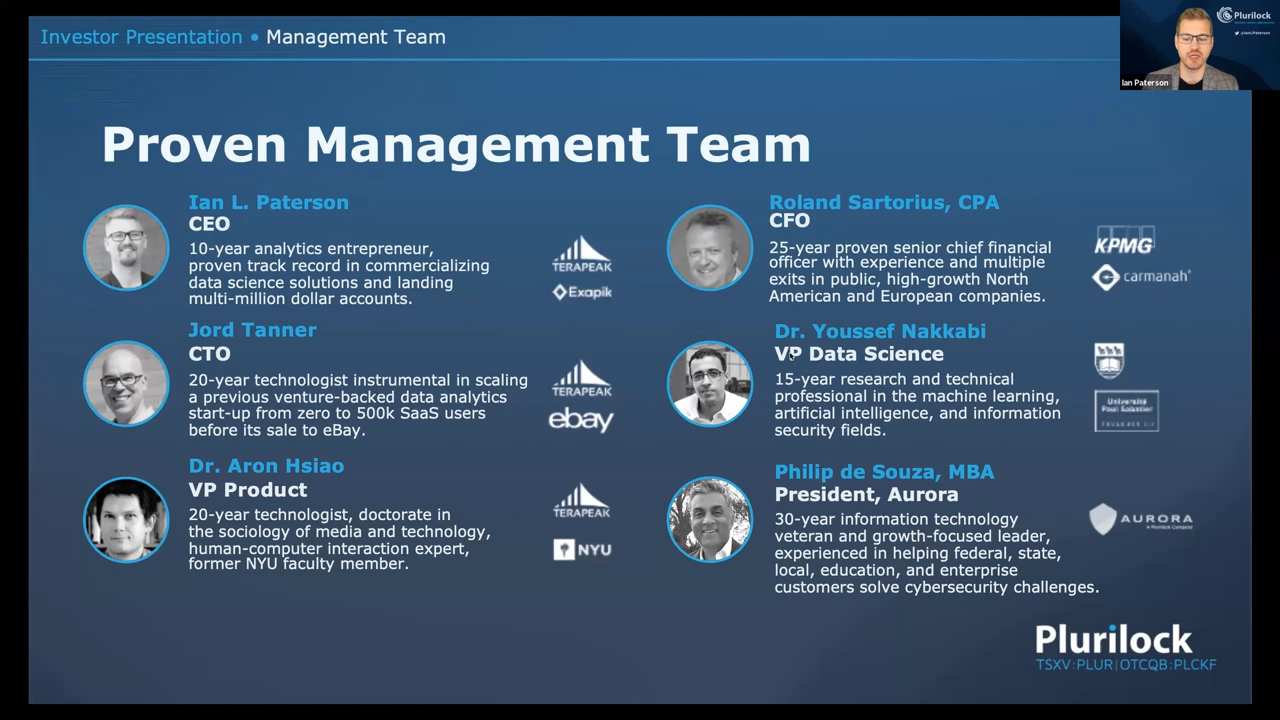 Investor Presentation • Management Team
Plurilock
Ian Paterson
Proven Management Team
Ian L. Paterson
CEO
10-year analytics entrepreneur,
proven track record in commercializing
data science solutions and landing
multi-million dollar accounts.
TERAPEAK
Exapik
Roland Sartorius, CPA
CFO
25-year proven senior chief financial
officer with experience and multiple
exits in public, high-growth North
American and European companies.
KPMG
carmanah
Jord Tanner
CTO
20-year technologist instrumental in scaling
a previous venture-backed data analytics
start-up from zero to 500k SaaS users
before its sale to eBay.
TERAPEAK
ebay
Dr. Youssef Nakkabi
VP Data Science
15-year research and technical
professional in the machine learning,
artificial intelligence, and information
security fields.
Université
Paul Sabatier
Dr. Aron Hsiao
VP Product
20-year technologist, doctorate in
the sociology of media and technology,
human-computer interaction expert,
former NYU faculty member.
TERAPEAK
NYU
Philip de Souza, MBA
President, Aurora
30-year information technology
veteran and growth-focused leader,
experienced in helping federal, state,
local, education, and enterprise
customers solve cybersecurity challenges.
AURORA
A Plurilock Company
Plurilock
TSXV:PLUR|OTCQB:PLCKF